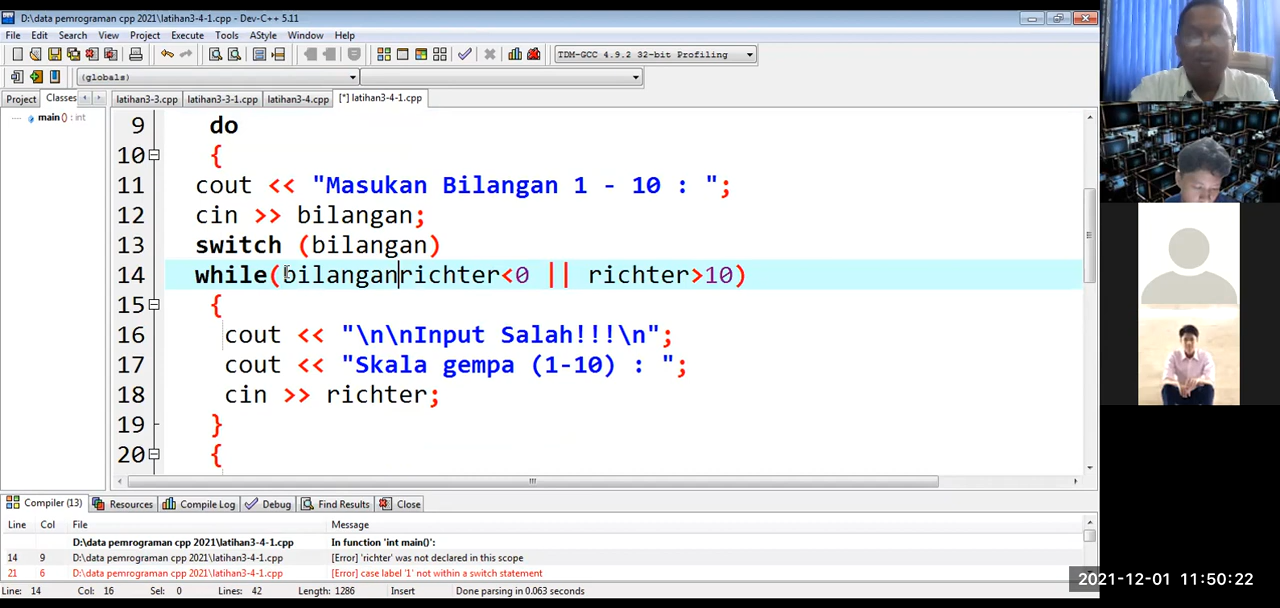 D:\data pemrograman cpp 2021\latihan3-4-1.cpp - Dev-C++ 5.11
File Edit Search View Project Execute Tools AStyle Window Help
TDM-GCC 4.9.2 32-bit Profiling
(globals)
Project Classes latihan3-3.cpp latihan3-3-1.cpp latihan3-4.cpp [*] latihan3-4-1.cpp
main () : int
9 do
10 {
11 cout << "Masukan Bilangan 1 - 10 : ";
12 cin >> bilangan;
13 switch (bilangan)
14 while(bilanganrichter<0 || richter>10)
15 {
16 cout << "\n\nInput Salah!!!\n";
17 cout << "Skala gempa (1-10) : ";
18 cin >> richter;
19 }
20 {
Compiler (13) Resources Compile Log Debug Find Results Close
Line Col File Message
D:\data pemrograman cpp 2021\latihan3-4-1.cpp In function 'int main()':
14 9 D:\data pemrograman cpp 2021\latihan3-4-1.cpp [Error] 'richter' was not declared in this scope
21 6 D:\data pemrograman cpp 2021\latihan3-4-1.cpp [Error] case label '1' not within a switch statement
Line: 14 Col: 16 Sel: 0 Lines: 42 Length: 1286 Insert Done parsing in 0.063 seconds
2021-12-01 11:50:22